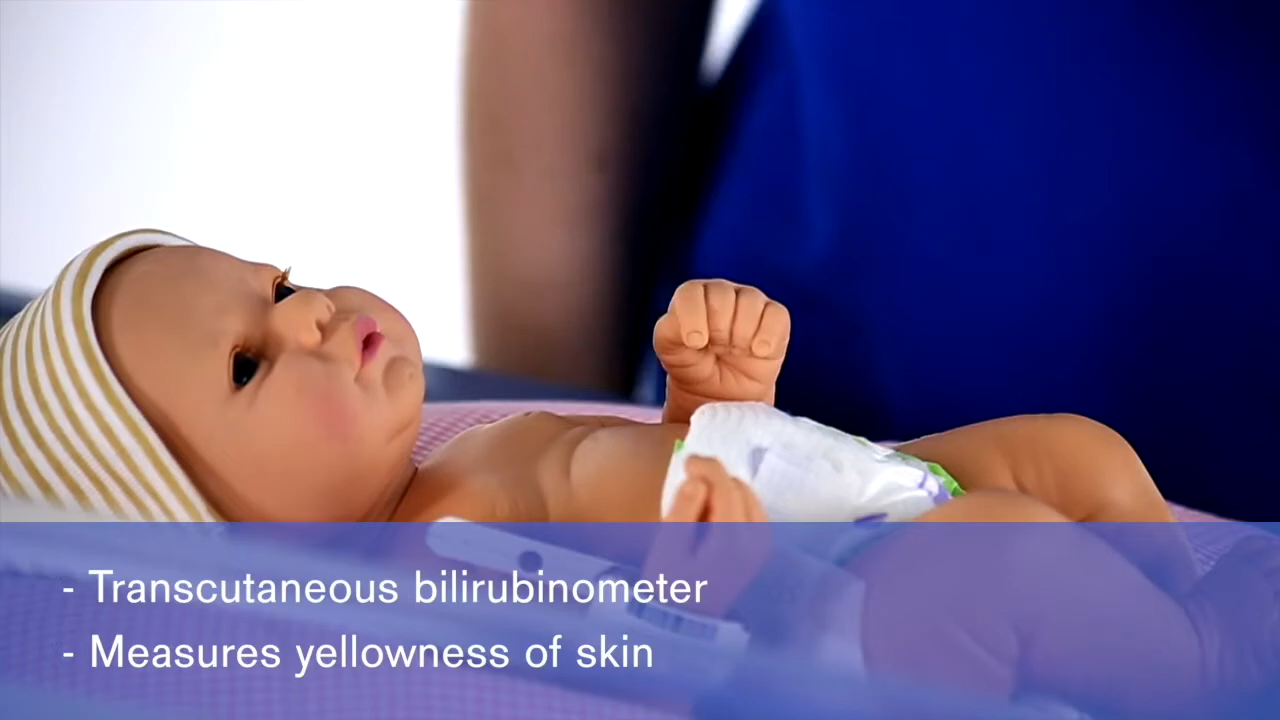 - Transcutaneous bilirubinometer
- Measures yellowness of skin